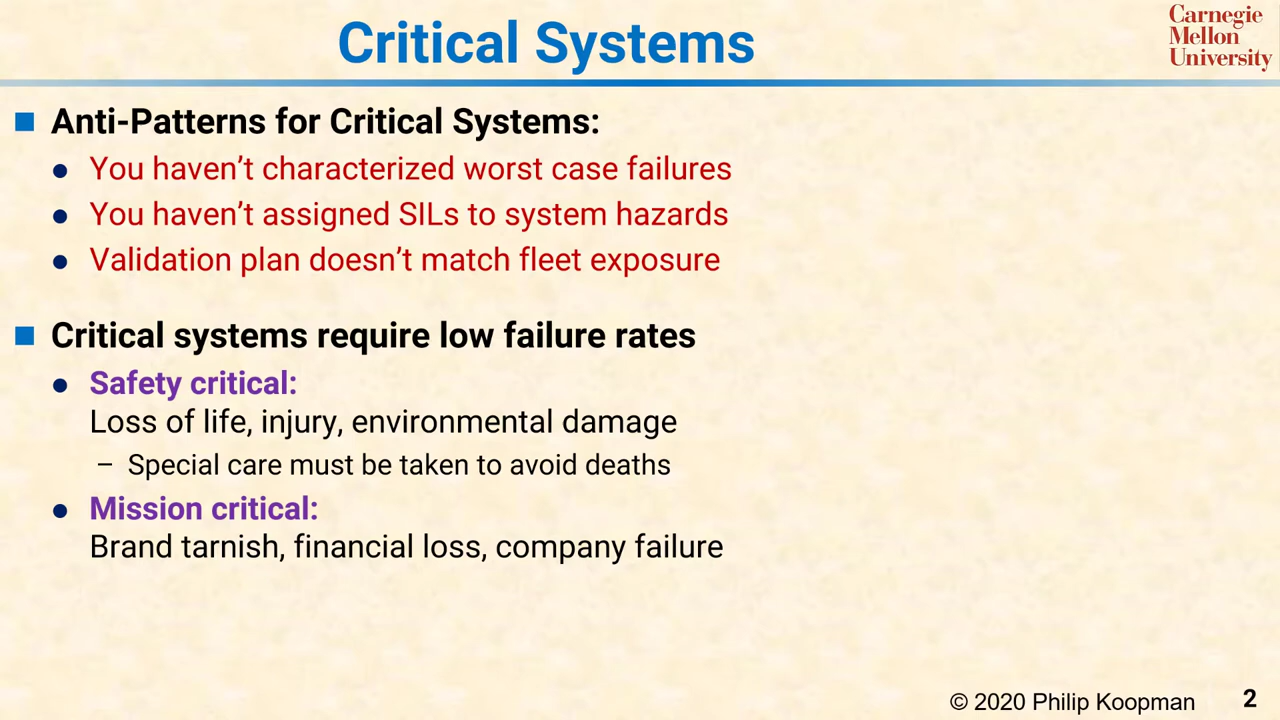 Critical Systems
Carnegie
Mellon
University
Anti-Patterns for Critical Systems:
You haven’t characterized worst case failures
You haven’t assigned SILs to system hazards
Validation plan doesn’t match fleet exposure
Critical systems require low failure rates
Safety critical:
Loss of life, injury, environmental damage
– Special care must be taken to avoid deaths
Mission critical:
Brand tarnish, financial loss, company failure
© 2020 Philip Koopman
2